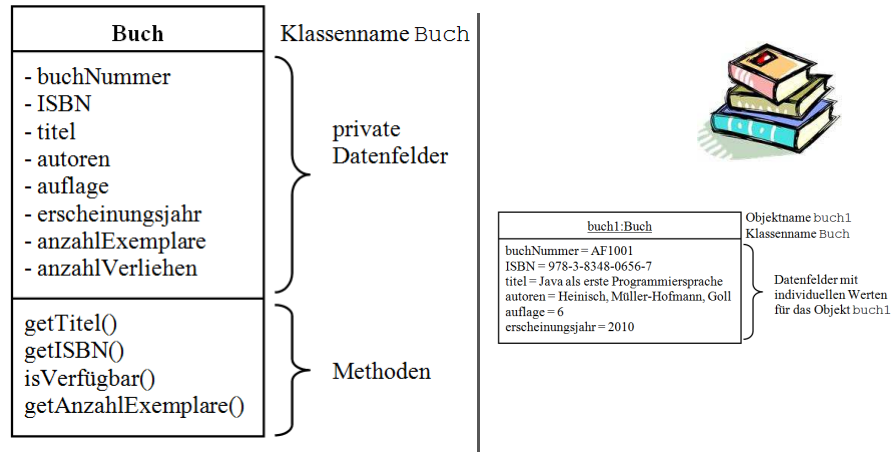 Buch
Klassenname Buch
- buchNummer
- ISBN
- titel
- autoren
- auflage
- erscheinungsjahr
- anzahlExemplare
- anzahlVerliehen
private
Datenfelder
getTitel()
getISBN()
isVerfügbar()
getAnzahlExemplare()
Methoden
buch1:Buch
Objektname buch1
Klassenname Buch
buchNummer = AF1001
ISBN = 978-3-8348-0656-7
titel = Java als erste Programmiersprache
autoren = Heinisch, Müller-Hofmann, Goll
auflage = 6
erscheinungsjahr = 2010
Datenfelder mit
individuellen Werten
für das Objekt buch1